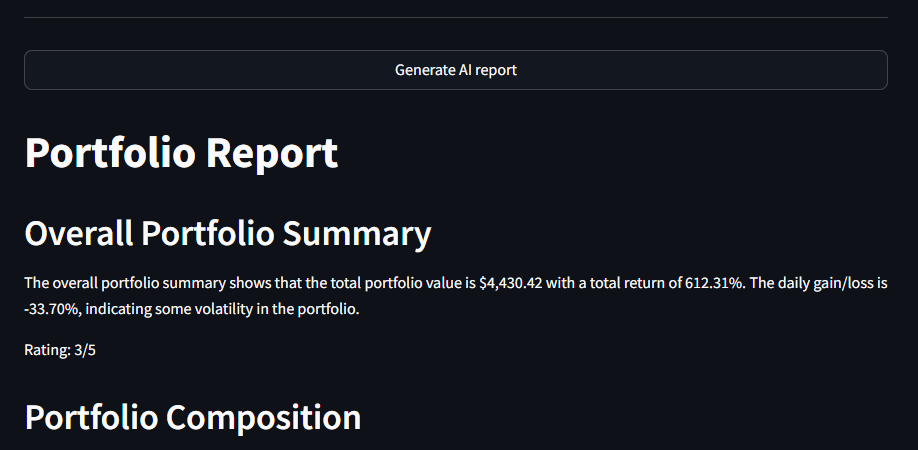 Generate AI report
Portfolio Report
Overall Portfolio Summary
The overall portfolio summary shows that the total portfolio value is $4,430.42 with a total return of 612.31%. The daily gain/loss is
-33.70%, indicating some volatility in the portfolio.
Rating: 3/5
Portfolio Composition